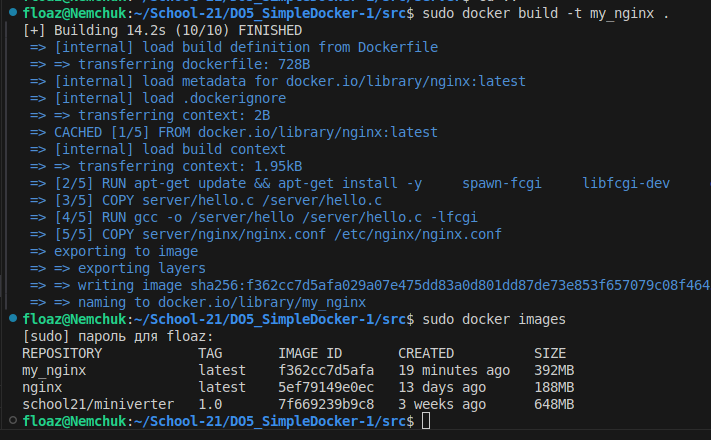 floaz@Nemchuk:~/School-21/DO5_SimpleDocker-1/src$ sudo docker build -t my_nginx .
[+] Building 14.2s (10/10) FINISHED
=> [internal] load build definition from Dockerfile
=> => transferring dockerfile: 728B
=> [internal] load metadata for docker.io/library/nginx:latest
=> [internal] load .dockerignore
=> => transferring context: 2B
=> CACHED [1/5] FROM docker.io/library/nginx:latest
=> [internal] load build context
=> => transferring context: 1.95kB
=> [2/5] RUN apt-get update && apt-get install -y     spawn-fcgi     libfcgi-dev
=> [3/5] COPY server/hello.c /server/hello.c
=> [4/5] RUN gcc -o /server/hello /server/hello.c -lfcgi
=> [5/5] COPY server/nginx/nginx.conf /etc/nginx/nginx.conf
=> exporting to image
=> => exporting layers
=> => writing image sha256:f362cc7d5afa029a07e475dd83a0d801dd87de73e853f657079c08f464
=> => naming to docker.io/library/my_nginx
floaz@Nemchuk:~/School-21/DO5_SimpleDocker-1/src$ sudo docker images
[sudo] пароль для floaz:
REPOSITORY            TAG       IMAGE ID       CREATED          SIZE
my_nginx              latest    f362cc7d5afa   19 minutes ago   392MB
nginx                 latest    5ef79149e0ec   13 days ago      188MB
school21/miniverter   1.0       7f669239b9c8   3 weeks ago      648MB
floaz@Nemchuk:~/School-21/DO5_SimpleDocker-1/src$